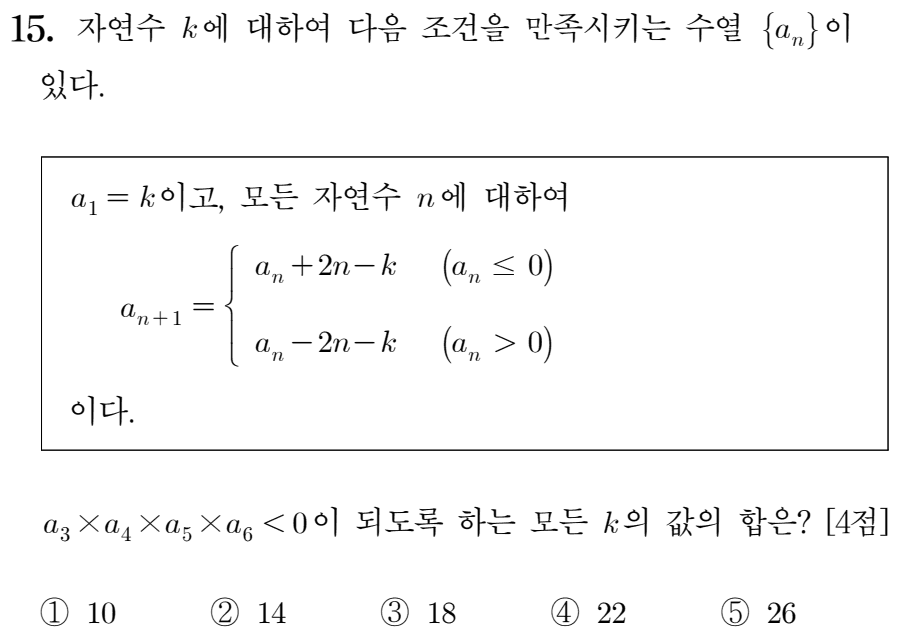 15. 자연수 k에 대하여 다음 조건을 만족시키는 수열 {aₙ}이
있다.
a₁ = k이고, 모든 자연수 n에 대하여
aₙ₊₁ = { aₙ+2n−k (aₙ ≤ 0)
aₙ−2n−k (aₙ > 0)
이다.
a₃×a₄×a₅×a₆<0이 되도록 하는 모든 k의 값의 합은? [4점]
① 10 ② 14 ③ 18 ④ 22 ⑤ 26